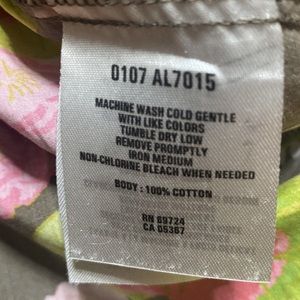 0107 AL7015
MACHINE WASH COLD GENTLE
WITH LIKE COLORS
TUMBLE DRY LOW
REMOVE PROMPTLY
IRON MEDIUM
NON-CHLORINE BLEACH WHEN NEEDED
BODY : 100% COTTON
RN 69724
CA 05367